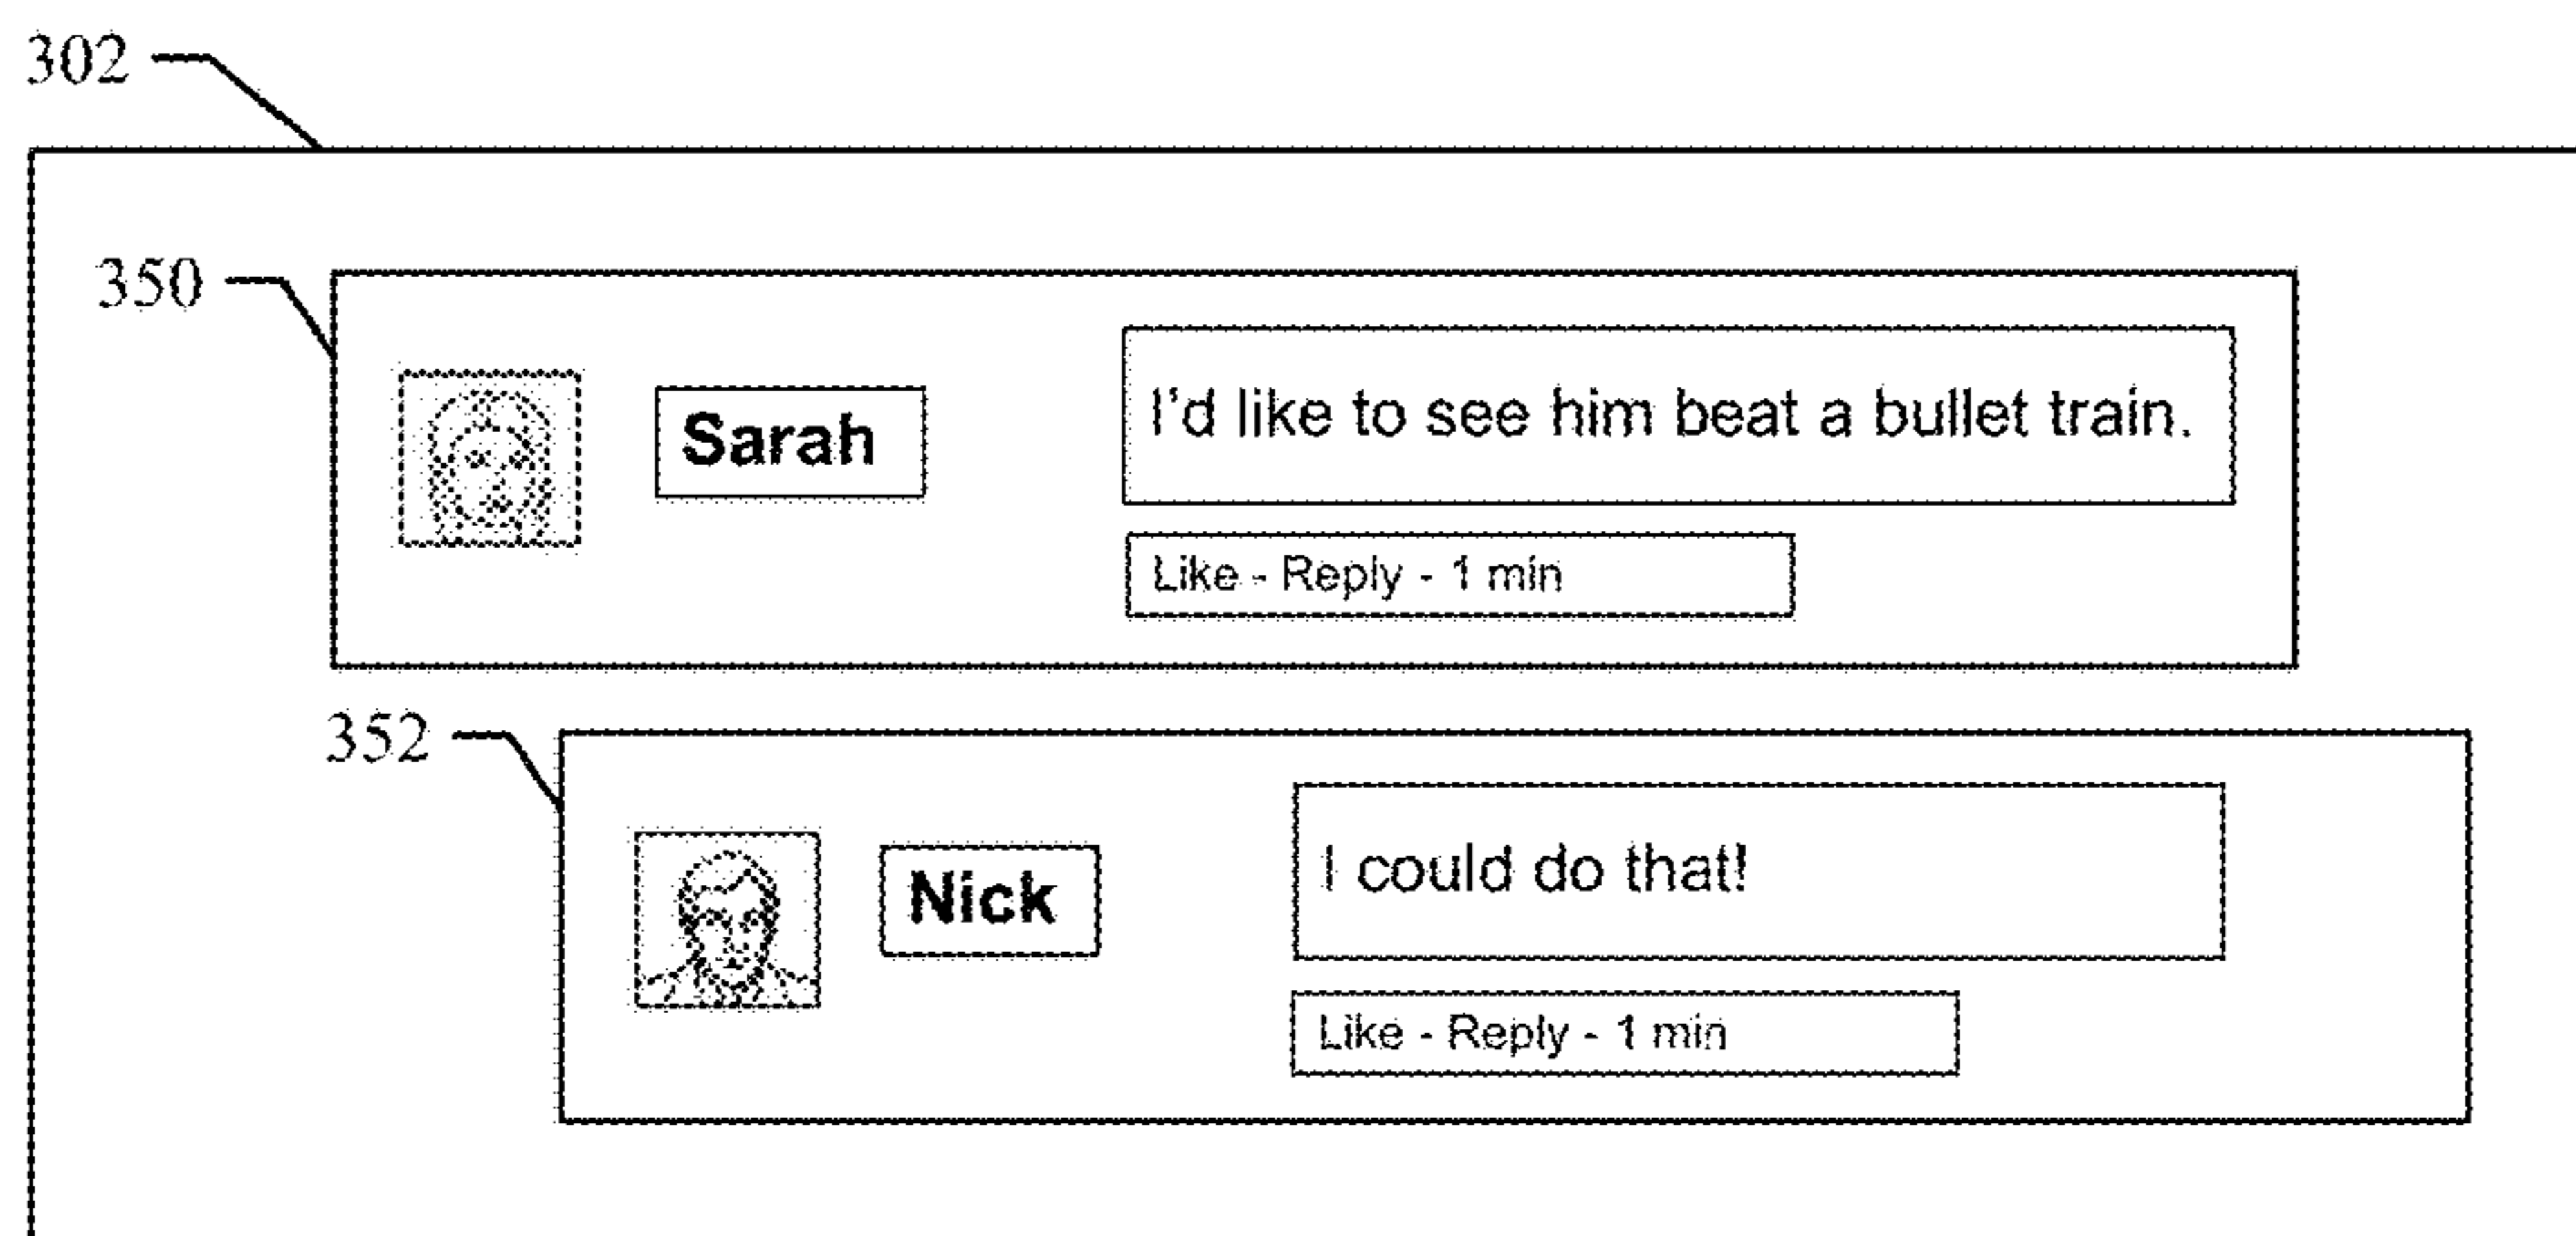 302
350
Sarah
I'd like to see him beat a bullet train.
Like - Reply - 1 min
352
Nick
I could do that!
Like - Reply - 1 min